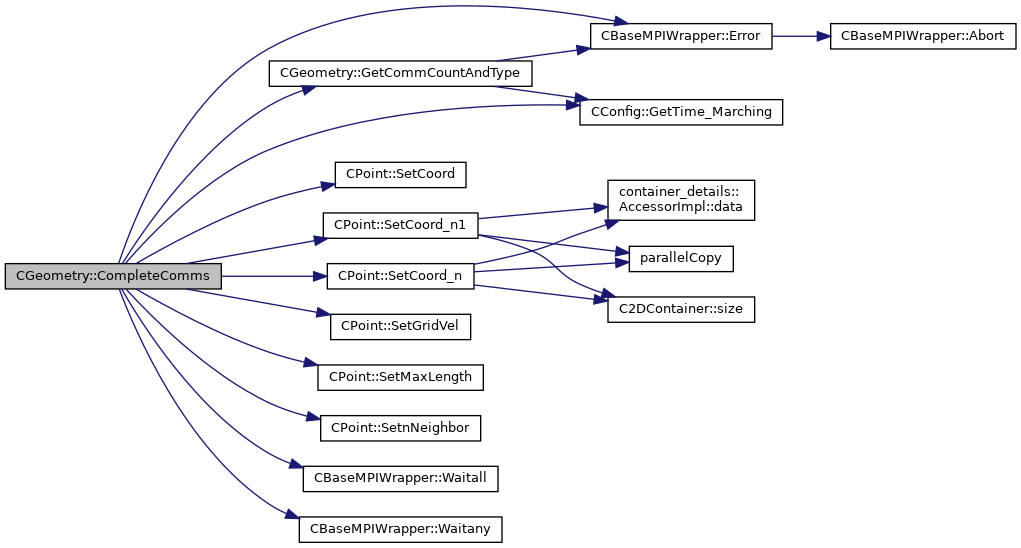 CBaseMPIWrapper::Error
CBaseMPIWrapper::Abort
CGeometry::GetCommCountAndType
CConfig::GetTime_Marching
CPoint::SetCoord
container_details::
AccessorImpl::data
CPoint::SetCoord_n1
parallelCopy
CGeometry::CompleteComms
CPoint::SetCoord_n
C2DContainer::size
CPoint::SetGridVel
CPoint::SetMaxLength
CPoint::SetnNeighbor
CBaseMPIWrapper::Waitall
CBaseMPIWrapper::Waitany